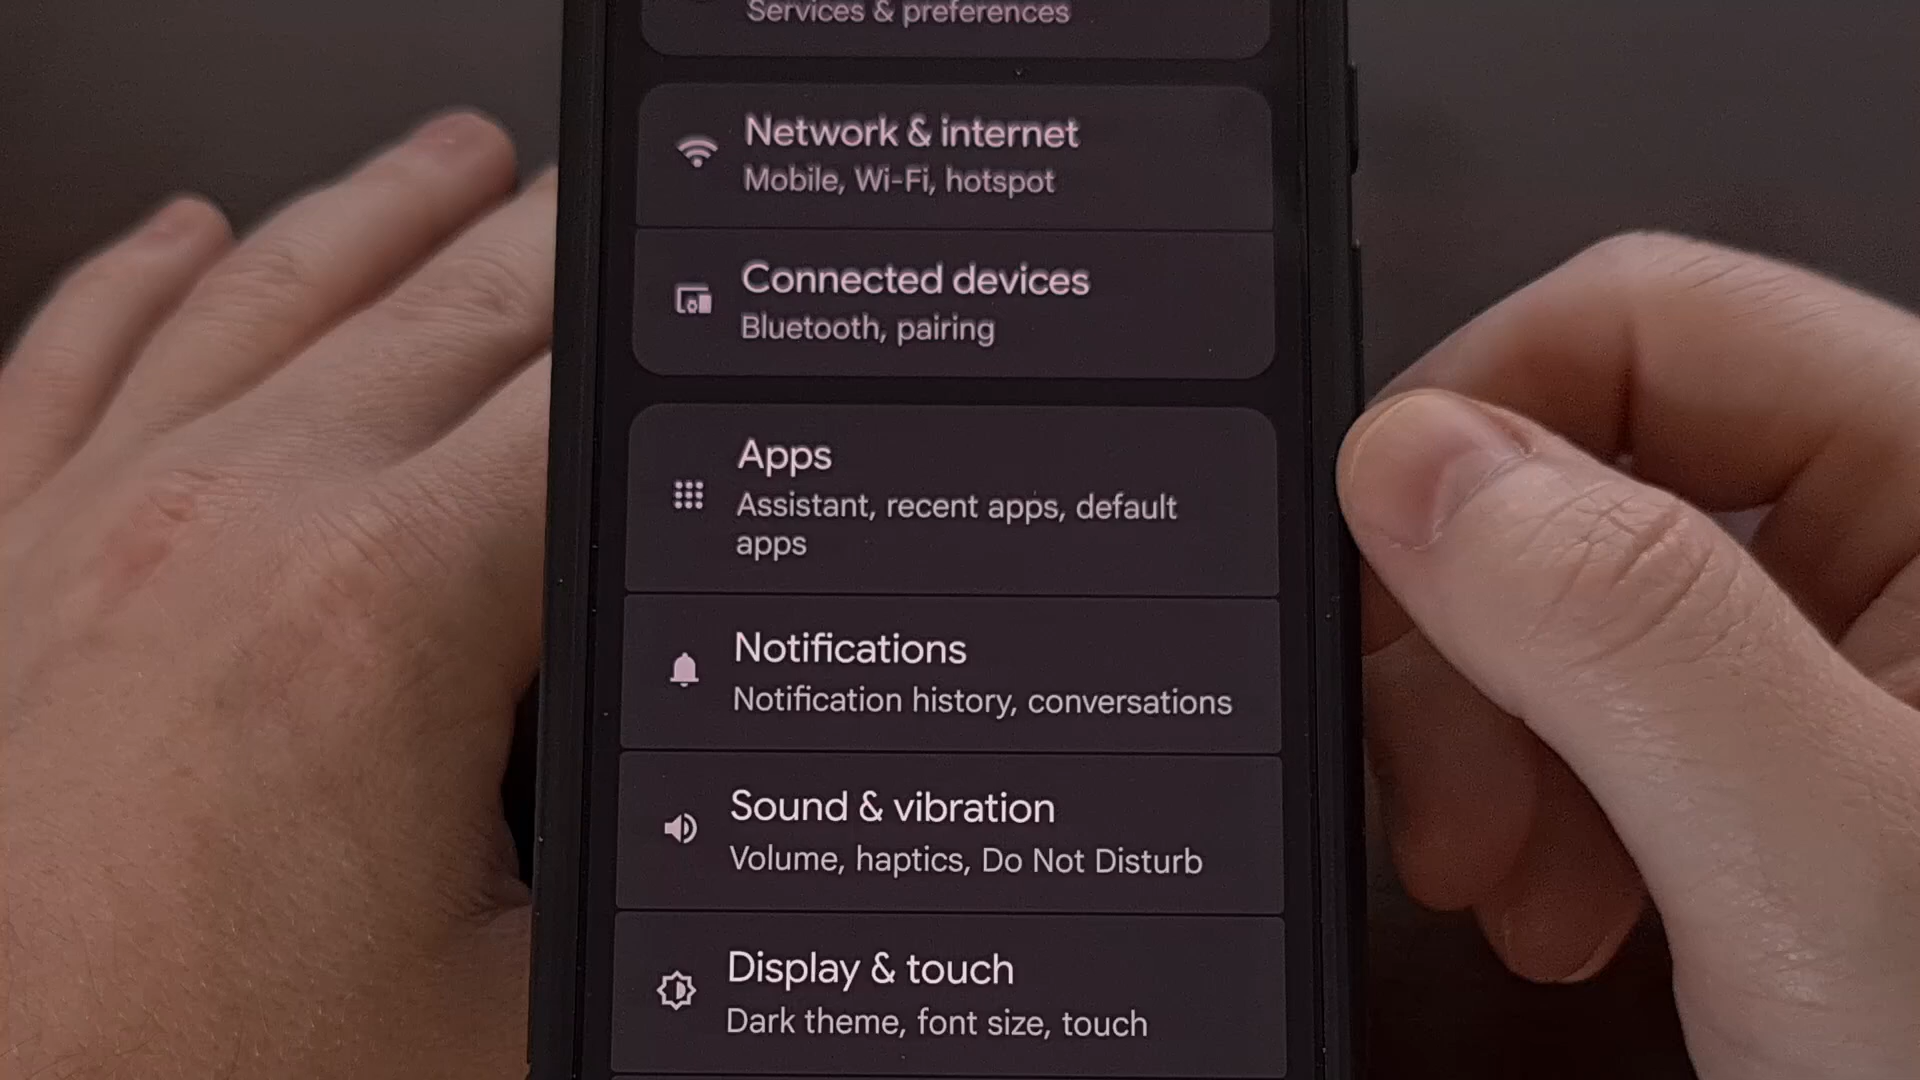 Services & preferences
Network & internet
Mobile, Wi-Fi, hotspot
Connected devices
Bluetooth, pairing
Apps
Assistant, recent apps, default
apps
Notifications
Notification history, conversations
Sound & vibration
Volume, haptics, Do Not Disturb
Display & touch
Dark theme, font size, touch